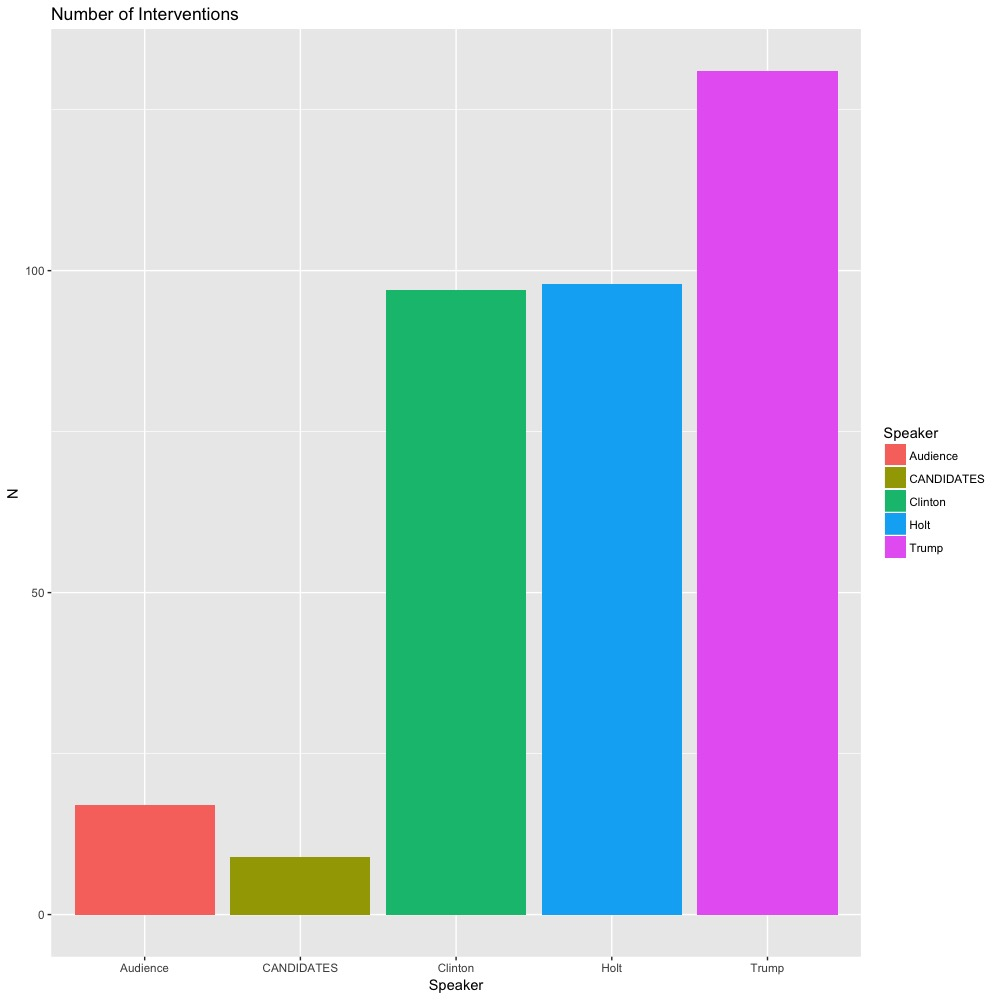 Number of Interventions
N
100
50
0
Audience
CANDIDATES
Clinton
Holt
Trump
Speaker
Speaker
Audience
CANDIDATES
Clinton
Holt
Trump